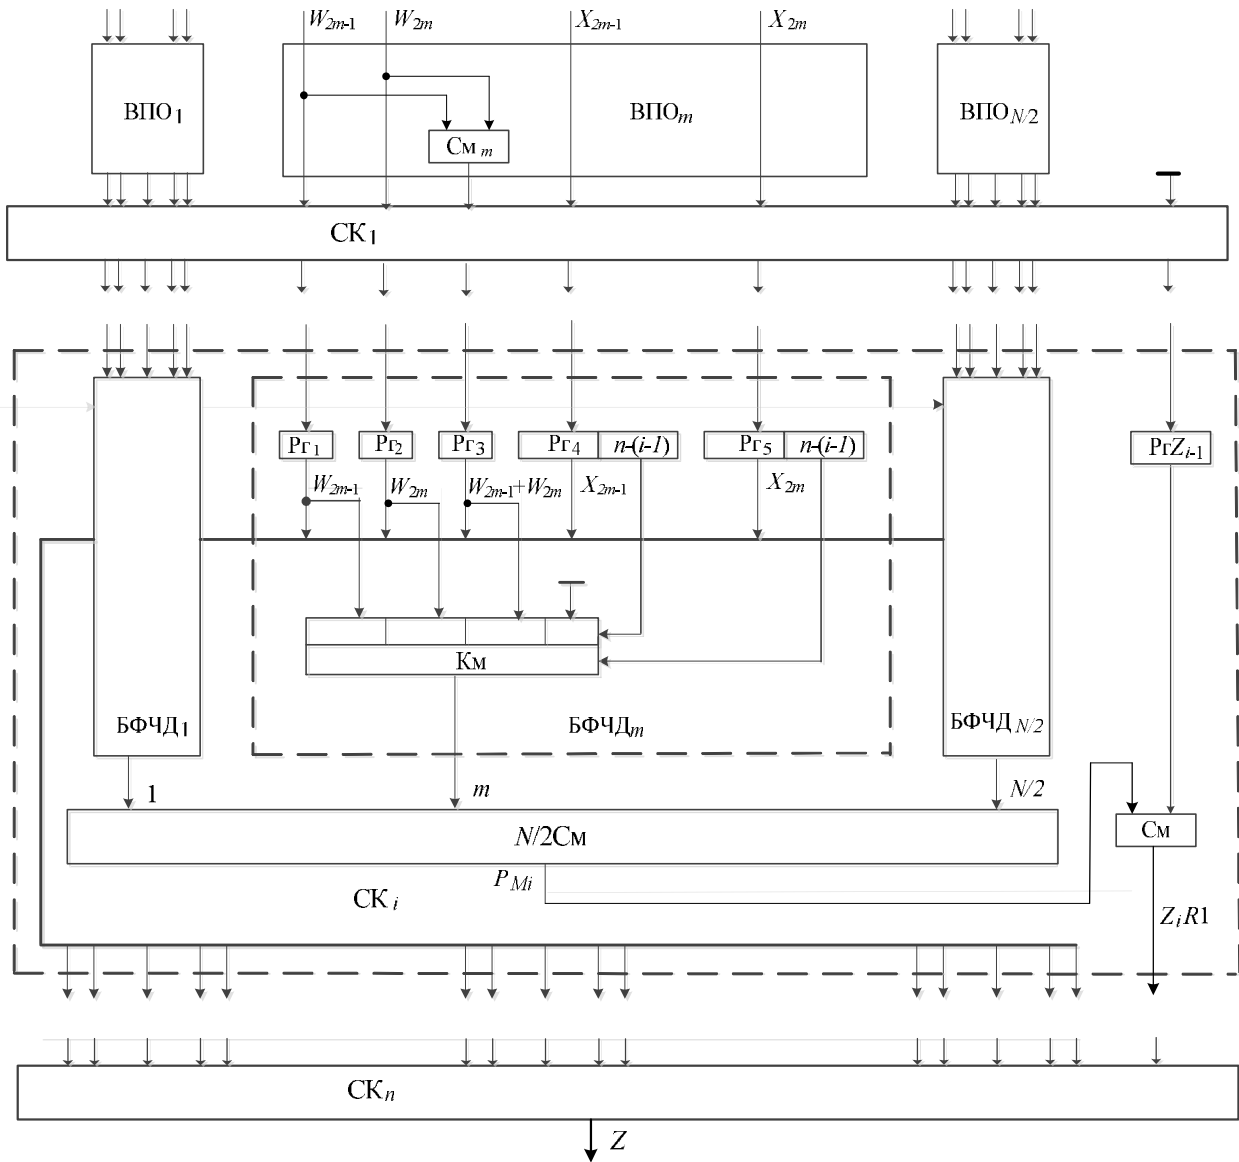 W2m-1 W2m X2m-1 X2m
ВПО1 ВПОm ВПОN/2
См m
СК1
Рг1 Рг2 Рг3 Рг4 n-(i-1) Рг5 n-(i-1) РгZi-1
W2m-1 W2m W2m-1+W2m X2m-1 X2m
Км
БФЧД1 БФЧДm БФЧДN/2
1 m N/2
N/2См См
PMi
СКi ZiR1
СКn
Z